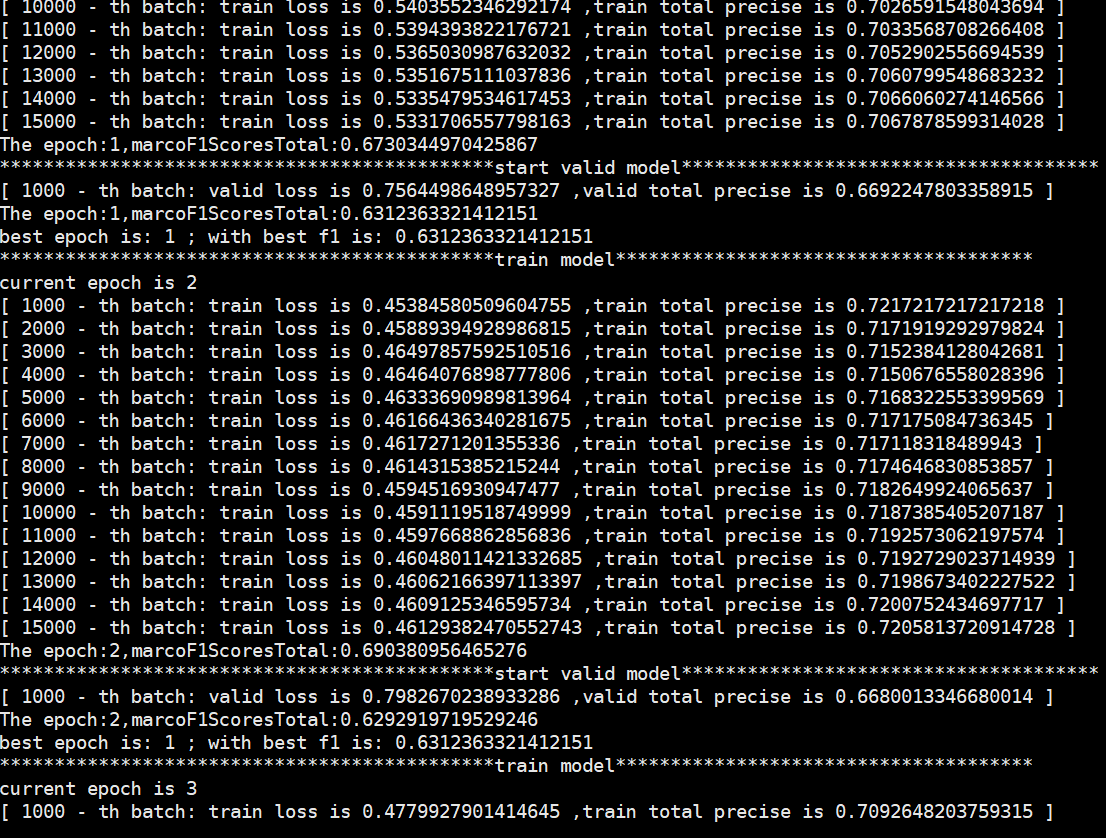 [ 10000 - th batch: train loss is 0.5403552346292174 ,train total precise is 0.7026591548043694 ]
[ 11000 - th batch: train loss is 0.5394393822176721 ,train total precise is 0.7033568708266408 ]
[ 12000 - th batch: train loss is 0.5365030987632032 ,train total precise is 0.7052902556694539 ]
[ 13000 - th batch: train loss is 0.5351675111037836 ,train total precise is 0.7060799548683232 ]
[ 14000 - th batch: train loss is 0.5335479534617453 ,train total precise is 0.7066060274146566 ]
[ 15000 - th batch: train loss is 0.5331706557798163 ,train total precise is 0.7067878599314028 ]
The epoch:1,marcoF1ScoresTotal:0.6730344970425867
*********************************************start valid model**************************************
[ 1000 - th batch: valid loss is 0.7564498648957327 ,valid total precise is 0.6692247803358915 ]
The epoch:1,marcoF1ScoresTotal:0.6312363321412151
best epoch is: 1 ; with best f1 is: 0.6312363321412151
*********************************************train model**************************************
current epoch is 2
[ 1000 - th batch: train loss is 0.45384580509604755 ,train total precise is 0.7217217217217218 ]
[ 2000 - th batch: train loss is 0.45889394928986815 ,train total precise is 0.7171919292979824 ]
[ 3000 - th batch: train loss is 0.46497857592510516 ,train total precise is 0.7152384128042681 ]
[ 4000 - th batch: train loss is 0.46464076898777806 ,train total precise is 0.7150676558028396 ]
[ 5000 - th batch: train loss is 0.46333690989813964 ,train total precise is 0.7168322553399569 ]
[ 6000 - th batch: train loss is 0.46166436340281675 ,train total precise is 0.717175084736345 ]
[ 7000 - th batch: train loss is 0.4617271201355336 ,train total precise is 0.717118318489943 ]
[ 8000 - th batch: train loss is 0.4614315385215244 ,train total precise is 0.7174646830853857 ]
[ 9000 - th batch: train loss is 0.4594516930947477 ,train total precise is 0.7182649924065637 ]
[ 10000 - th batch: train loss is 0.4591119518749999 ,train total precise is 0.7187385405207187 ]
[ 11000 - th batch: train loss is 0.4597668862856836 ,train total precise is 0.7192573062197574 ]
[ 12000 - th batch: train loss is 0.46048011421332685 ,train total precise is 0.7192729023714939 ]
[ 13000 - th batch: train loss is 0.46062166397113397 ,train total precise is 0.7198673402227522 ]
[ 14000 - th batch: train loss is 0.4609125346595734 ,train total precise is 0.7200752434697717 ]
[ 15000 - th batch: train loss is 0.46129382470552743 ,train total precise is 0.7205813720914728 ]
The epoch:2,marcoF1ScoresTotal:0.690380956465276
*********************************************start valid model**************************************
[ 1000 - th batch: valid loss is 0.7982670238933286 ,valid total precise is 0.6680013346680014 ]
The epoch:2,marcoF1ScoresTotal:0.6292919719529246
best epoch is: 1 ; with best f1 is: 0.6312363321412151
*********************************************train model**************************************
current epoch is 3
[ 1000 - th batch: train loss is 0.4779927901414645 ,train total precise is 0.7092648203759315 ]